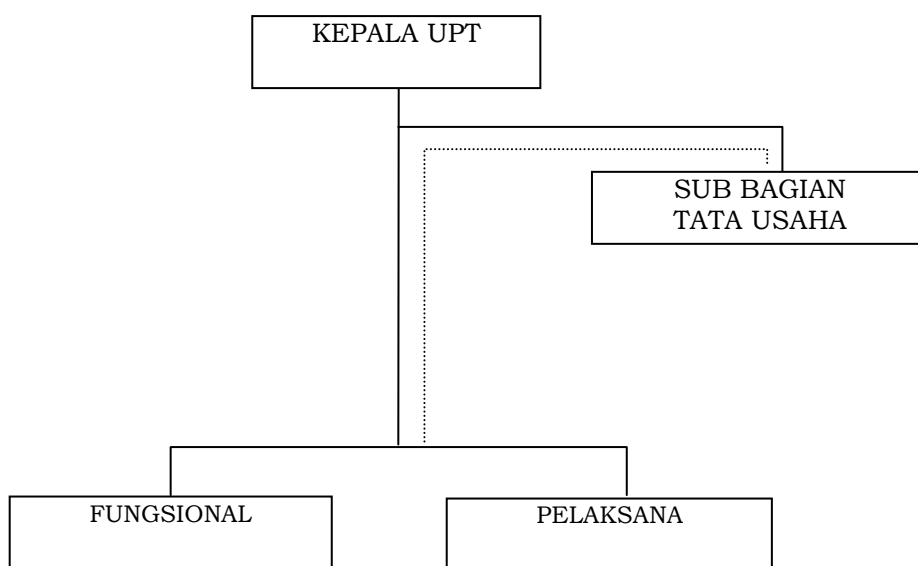 KEPALA UPT
SUB BAGIAN
TATA USAHA
FUNGSIONAL
PELAKSANA